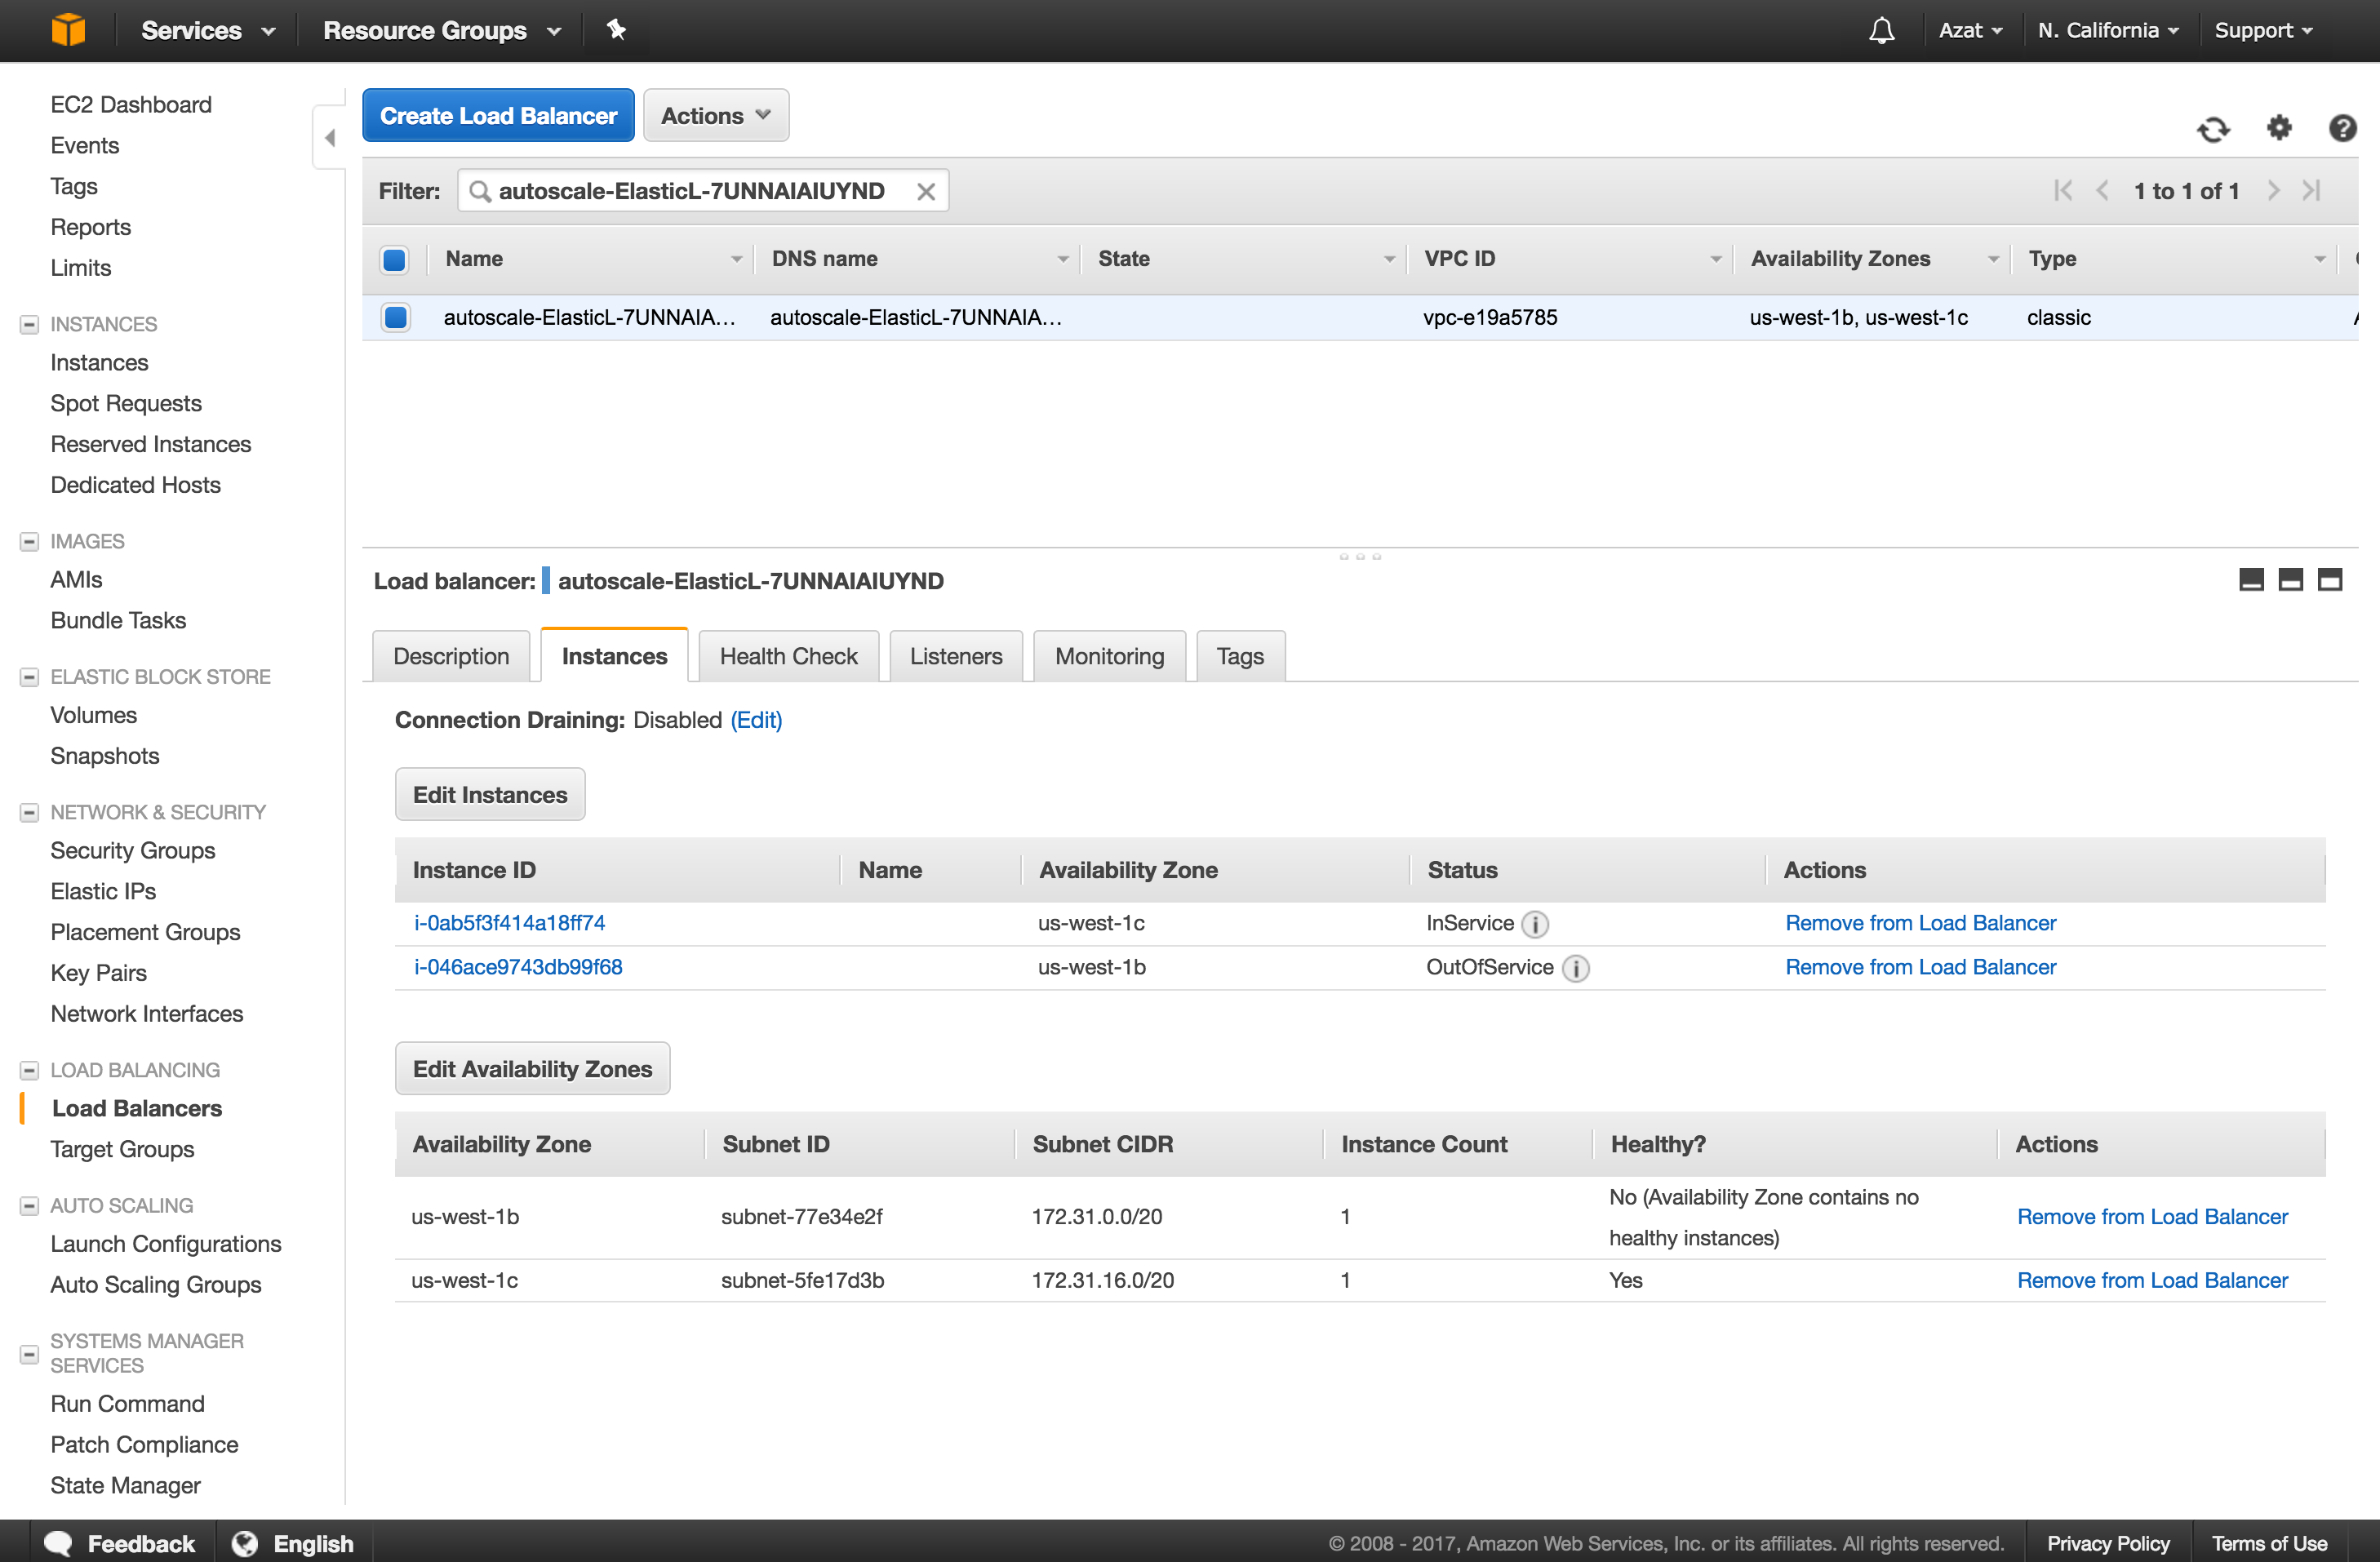 Services
Resource Groups
Azat
N. California
Support
EC2 Dashboard
Events
Tags
Reports
Limits
INSTANCES
Instances
Spot Requests
Reserved Instances
Dedicated Hosts
IMAGES
AMIs
Bundle Tasks
ELASTIC BLOCK STORE
Volumes
Snapshots
NETWORK & SECURITY
Security Groups
Elastic IPs
Placement Groups
Key Pairs
Network Interfaces
LOAD BALANCING
Load Balancers
Target Groups
AUTO SCALING
Launch Configurations
Auto Scaling Groups
SYSTEMS MANAGER
SERVICES
Run Command
Patch Compliance
State Manager
Create Load Balancer Actions
Filter: autoscale-ElasticL-7UNNAIAIUYND 1 to 1 of 1
Name DNS name State VPC ID Availability Zones Type
autoscale-ElasticL-7UNNAIA... autoscale-ElasticL-7UNNAIA... vpc-e19a5785 us-west-1b, us-west-1c classic
Load balancer: autoscale-ElasticL-7UNNAIAIUYND
Description Instances Health Check Listeners Monitoring Tags
Connection Draining: Disabled (Edit)
Edit Instances
Instance ID Name Availability Zone Status Actions
i-0ab5f3f414a18ff74 us-west-1c InService Remove from Load Balancer
i-046ace9743db99f68 us-west-1b OutOfService Remove from Load Balancer
Edit Availability Zones
Availability Zone Subnet ID Subnet CIDR Instance Count Healthy? Actions
us-west-1b subnet-77e34e2f 172.31.0.0/20 1 No (Availability Zone contains no healthy instances) Remove from Load Balancer
us-west-1c subnet-5fe17d3b 172.31.16.0/20 1 Yes Remove from Load Balancer
Feedback English © 2008 - 2017, Amazon Web Services, Inc. or its affiliates. All rights reserved. Privacy Policy Terms of Use